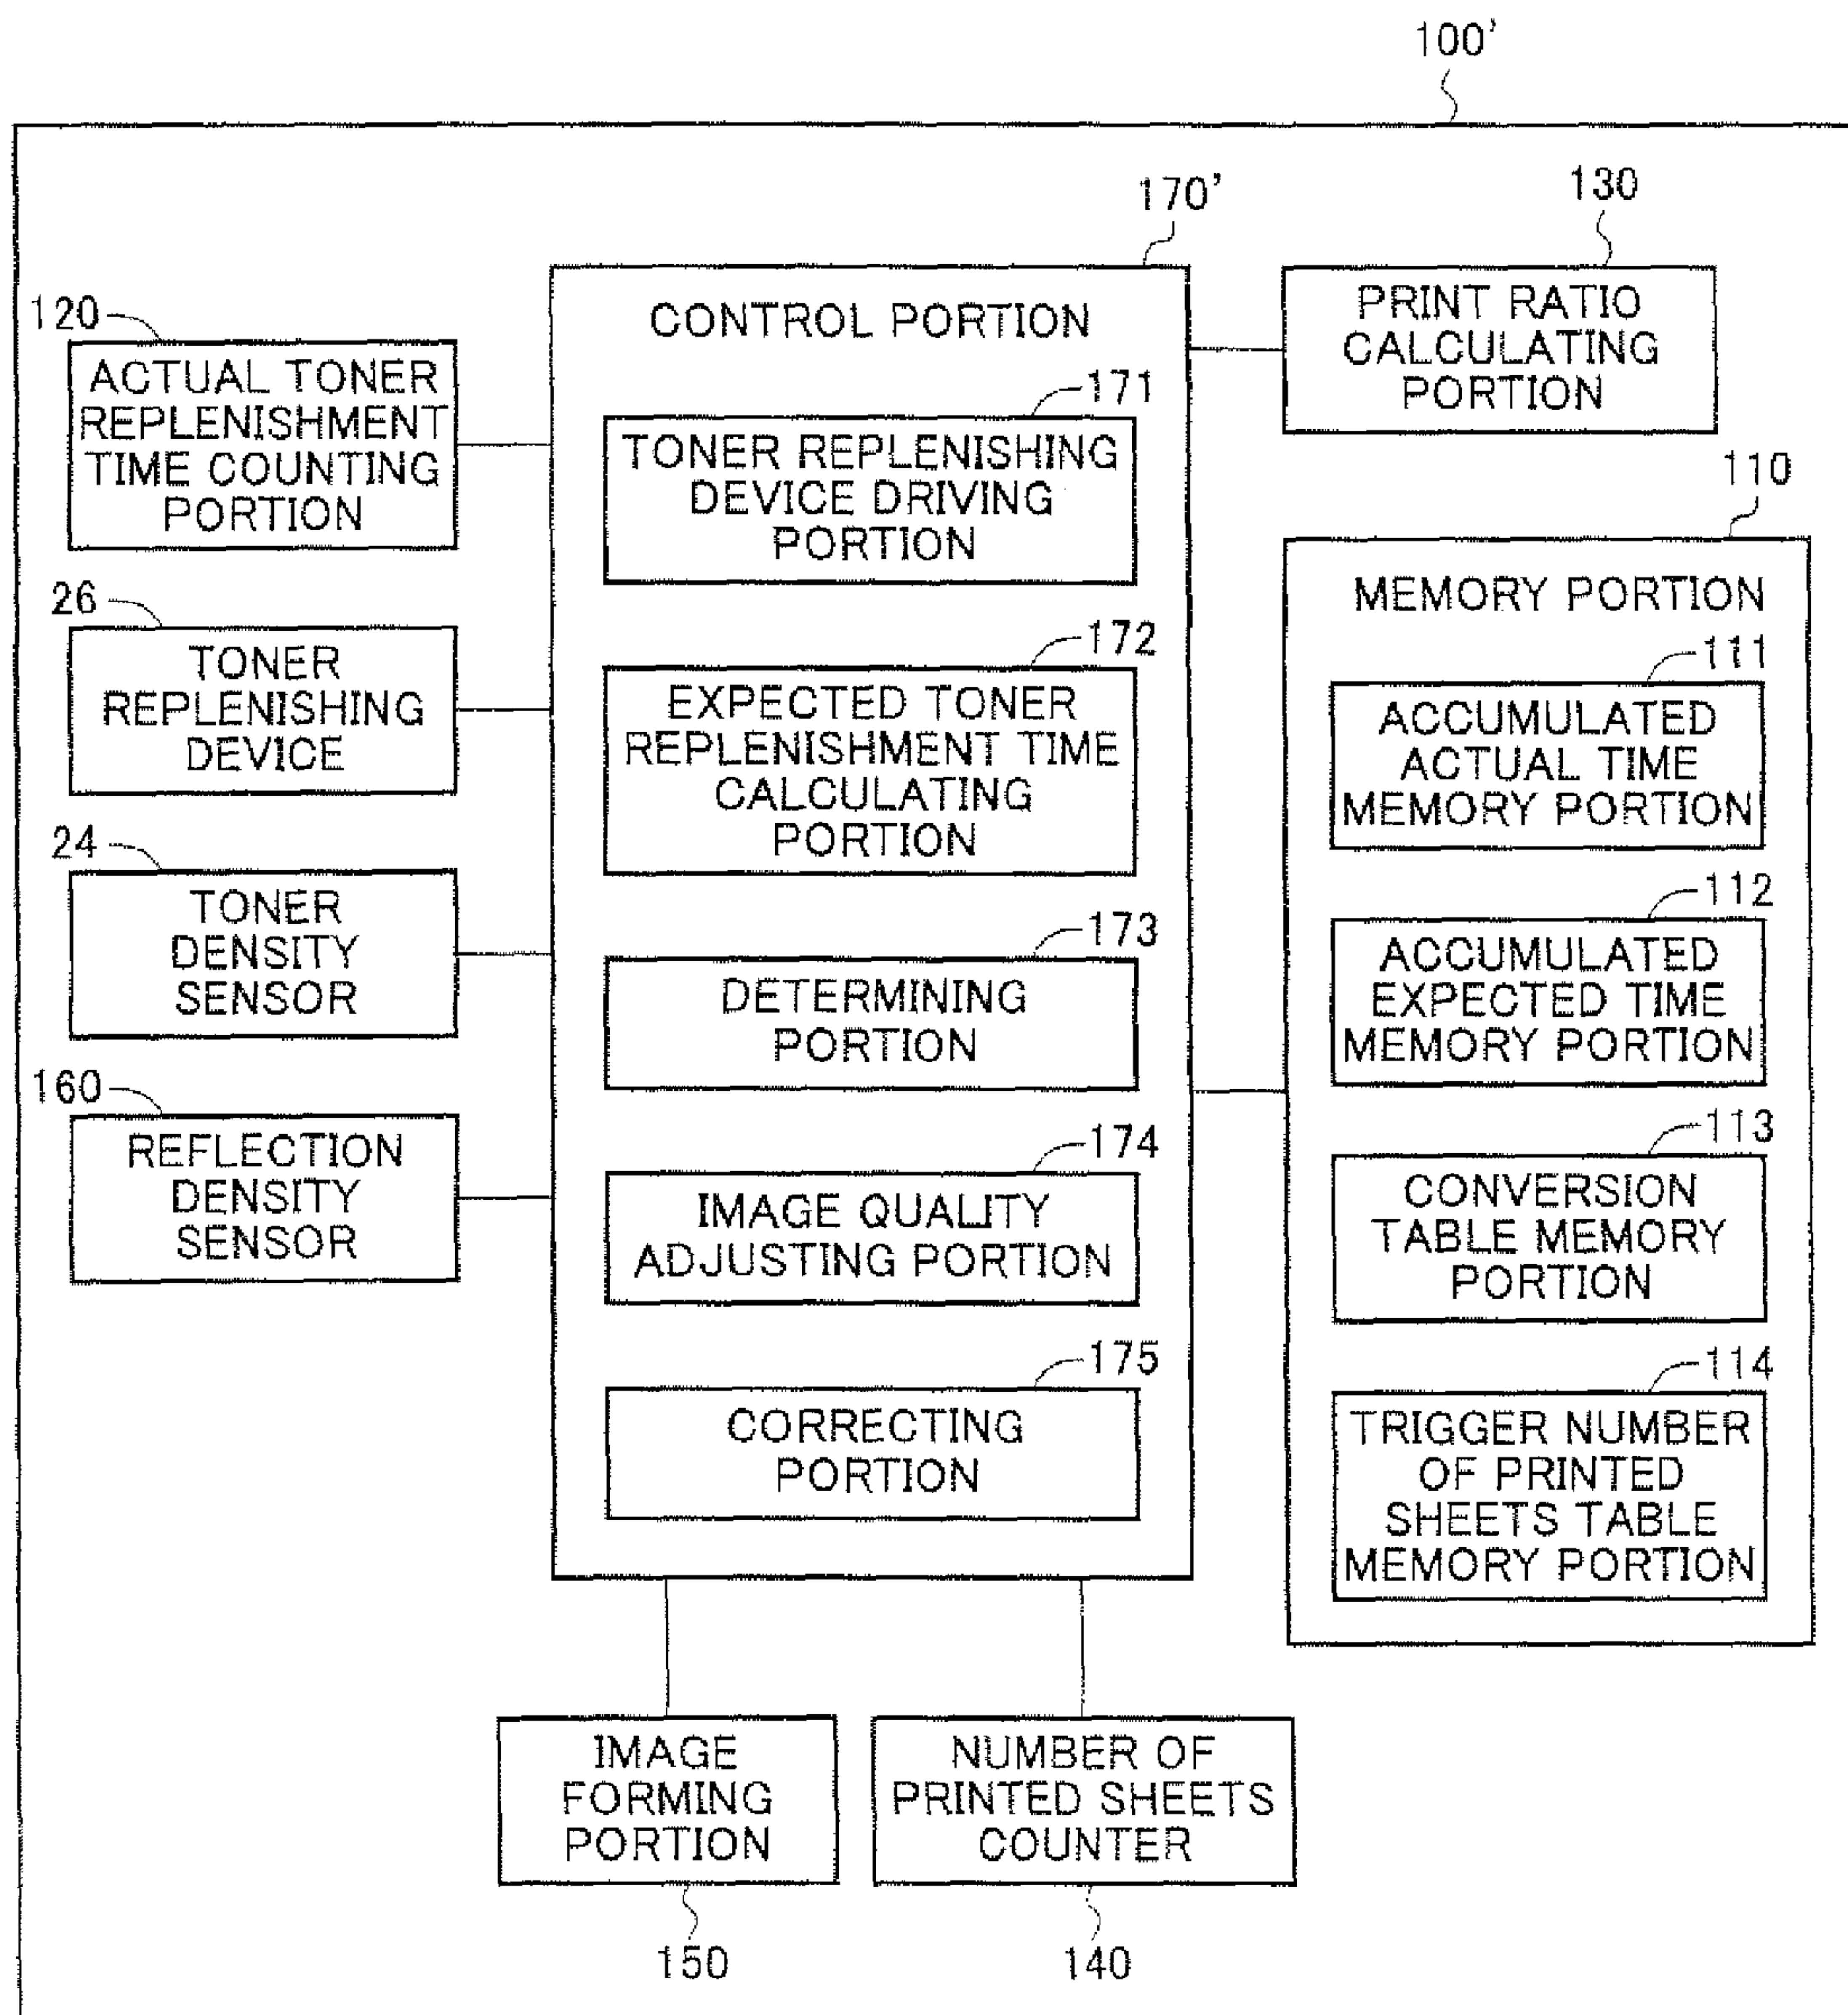 100'
170'
130
120
CONTROL PORTION
PRINT RATIO
CALCULATING
PORTION
ACTUAL TONER
REPLENISHMENT
TIME COUNTING
PORTION
171
TONER REPLENISHING
DEVICE DRIVING
PORTION
110
MEMORY PORTION
26
TONER
REPLENISHING
DEVICE
172
EXPECTED TONER
REPLENISHMENT TIME
CALCULATING
PORTION
111
ACCUMULATED
ACTUAL TIME
MEMORY PORTION
24
TONER
DENSITY
SENSOR
173
DETERMINING
PORTION
112
ACCUMULATED
EXPECTED TIME
MEMORY PORTION
160
REFLECTION
DENSITY
SENSOR
174
IMAGE QUALITY
ADJUSTING PORTION
113
CONVERSION
TABLE MEMORY
PORTION
175
CORRECTING
PORTION
114
TRIGGER NUMBER
OF PRINTED
SHEETS TABLE
MEMORY PORTION
IMAGE
FORMING
PORTION
150
NUMBER OF
PRINTED SHEETS
COUNTER
140